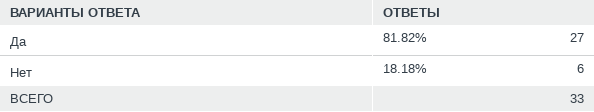 ВАРИАНТЫ ОТВЕТА ОТВЕТЫ
Да 81.82% 27
Нет 18.18% 6
ВСЕГО 33